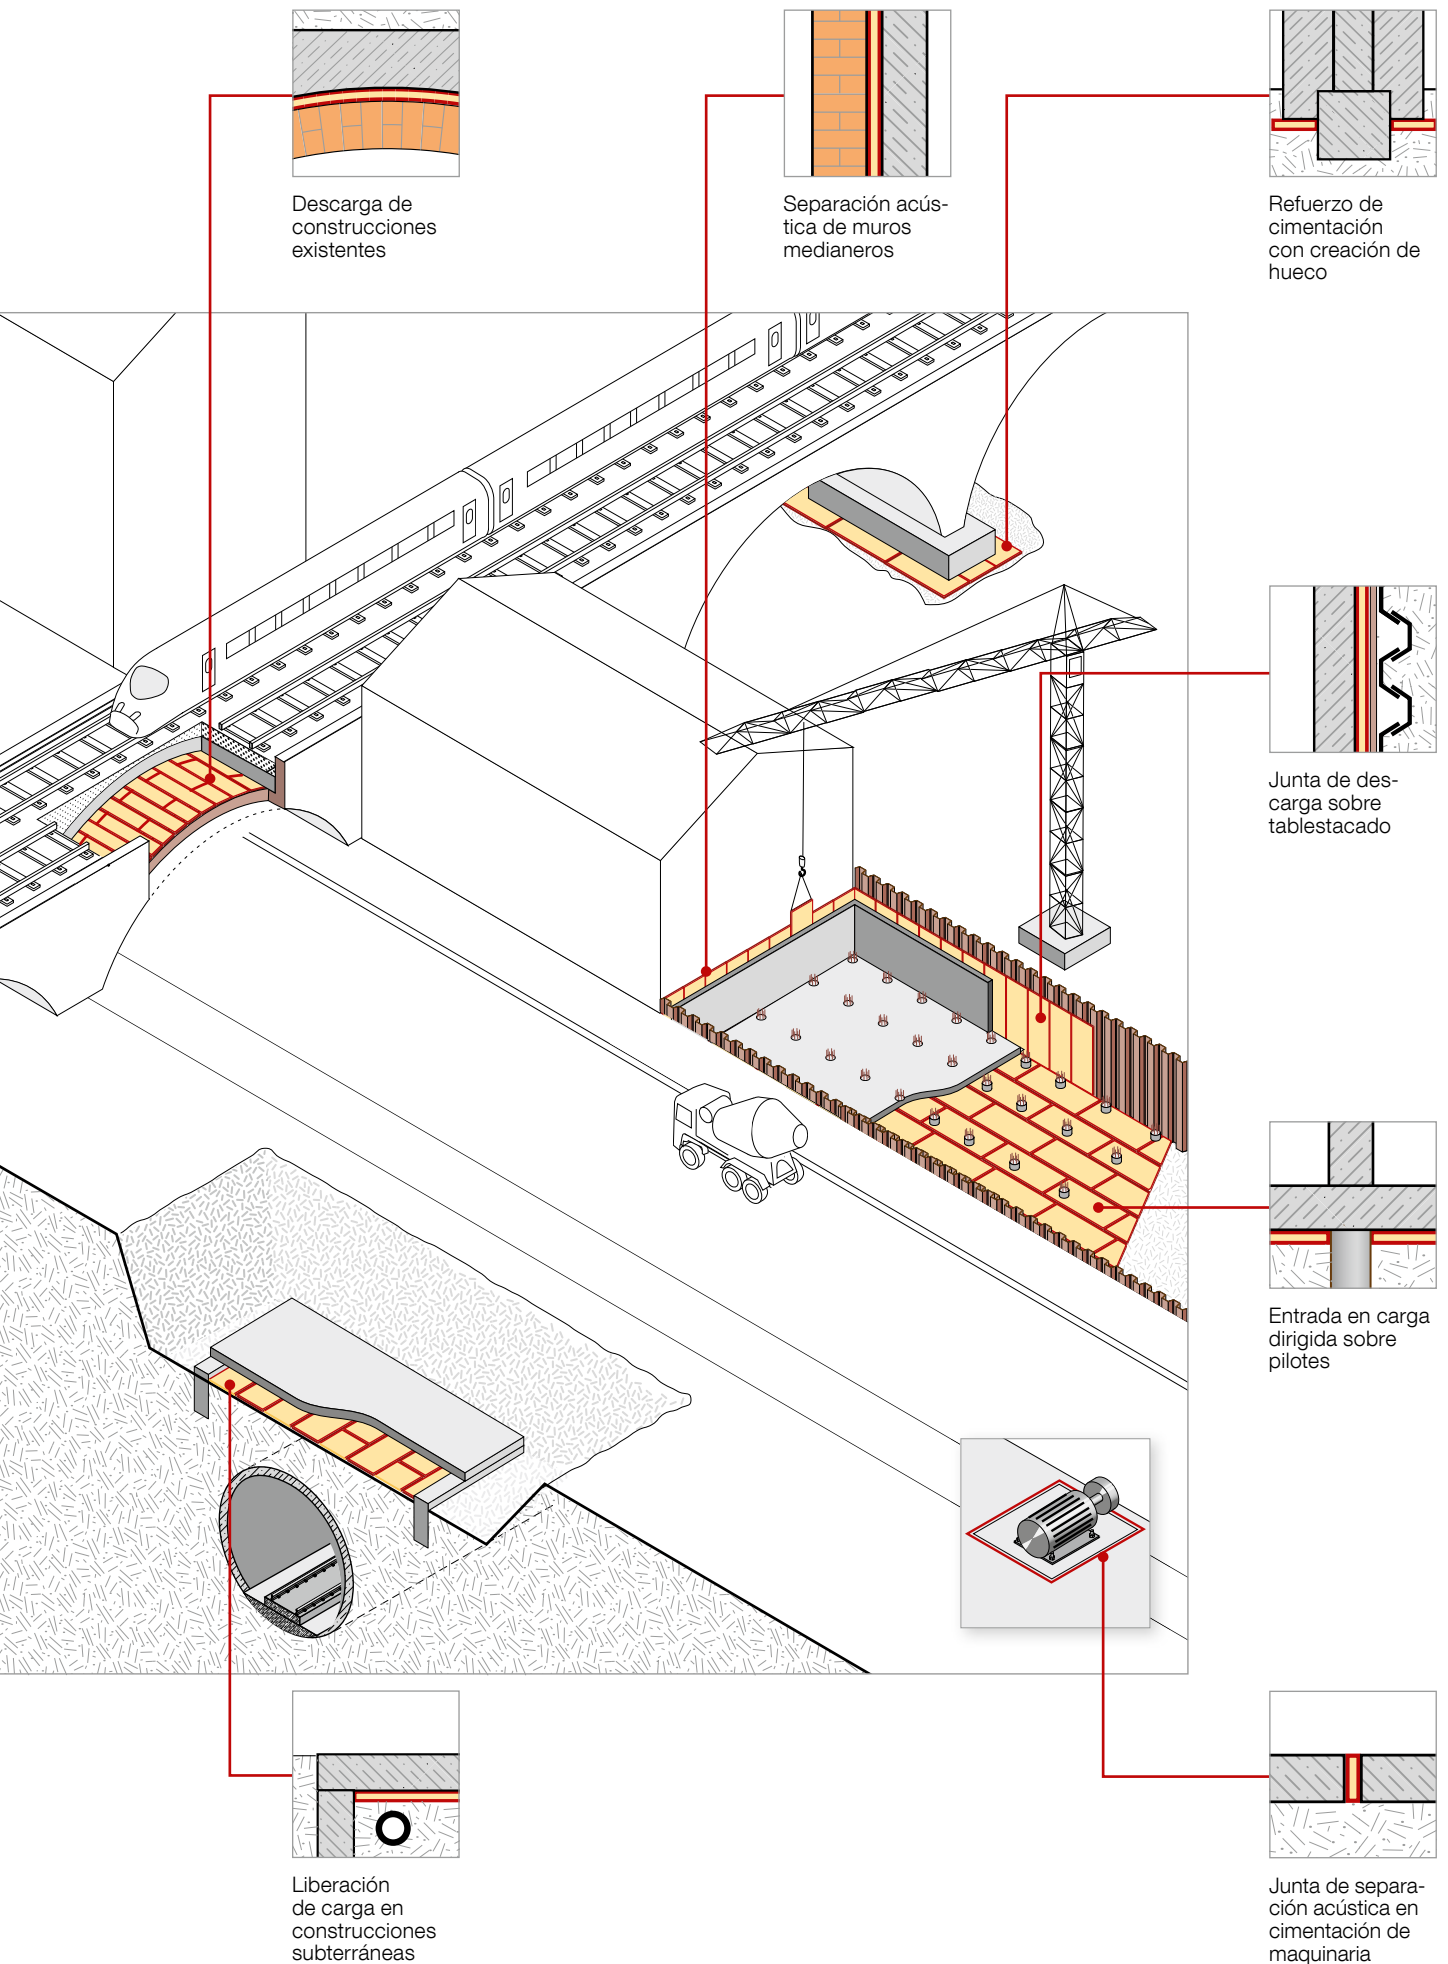 Descarga de
construcciones
existentes
Separación acús-
tica de muros
medianeros
Refuerzo de
cimentación
con creación de
hueco
Junta de des-
carga sobre
tablestacado
Entrada en carga
dirigida sobre
pilotes
Liberación
de carga en
construcciones
subterráneas
Junta de separa-
ción acústica en
cimentación de
maquinaria